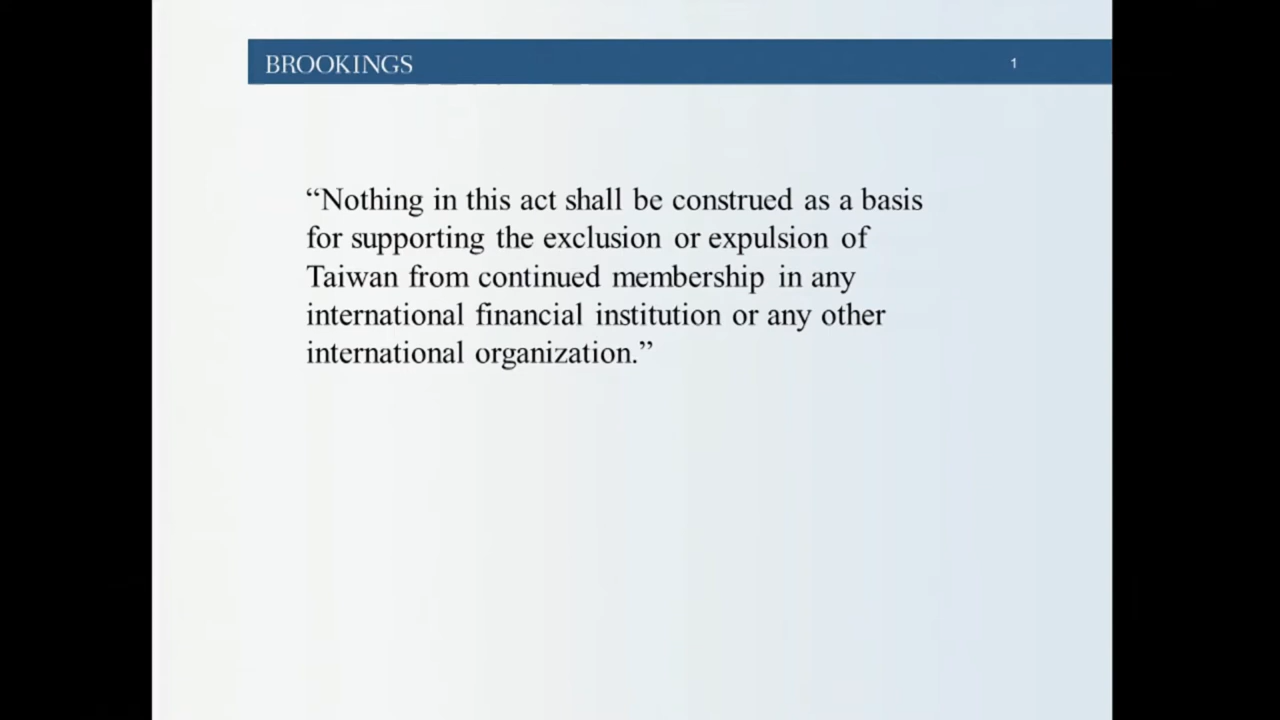 BROOKINGS 1
“Nothing in this act shall be construed as a basis
for supporting the exclusion or expulsion of
Taiwan from continued membership in any
international financial institution or any other
international organization.”